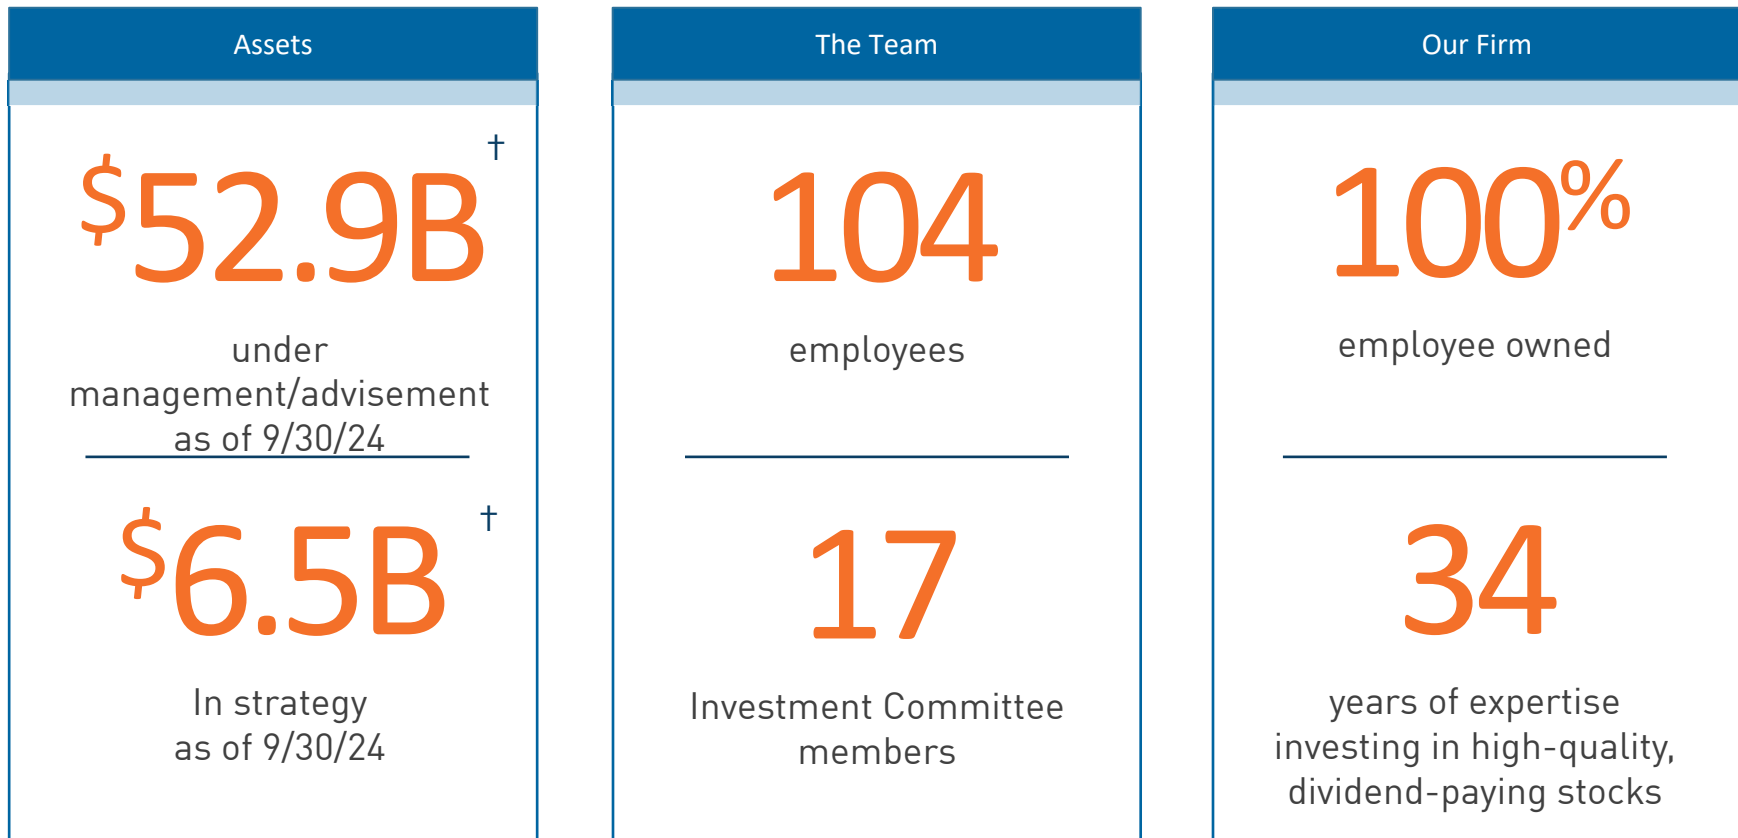 Assets
$52.9B†
under
management/advisement
as of 9/30/24
$6.5B†
In strategy
as of 9/30/24
The Team
104
employees
17
Investment Committee
members
Our Firm
100%
employee owned
34
years of expertise
investing in high-quality,
dividend-paying stocks